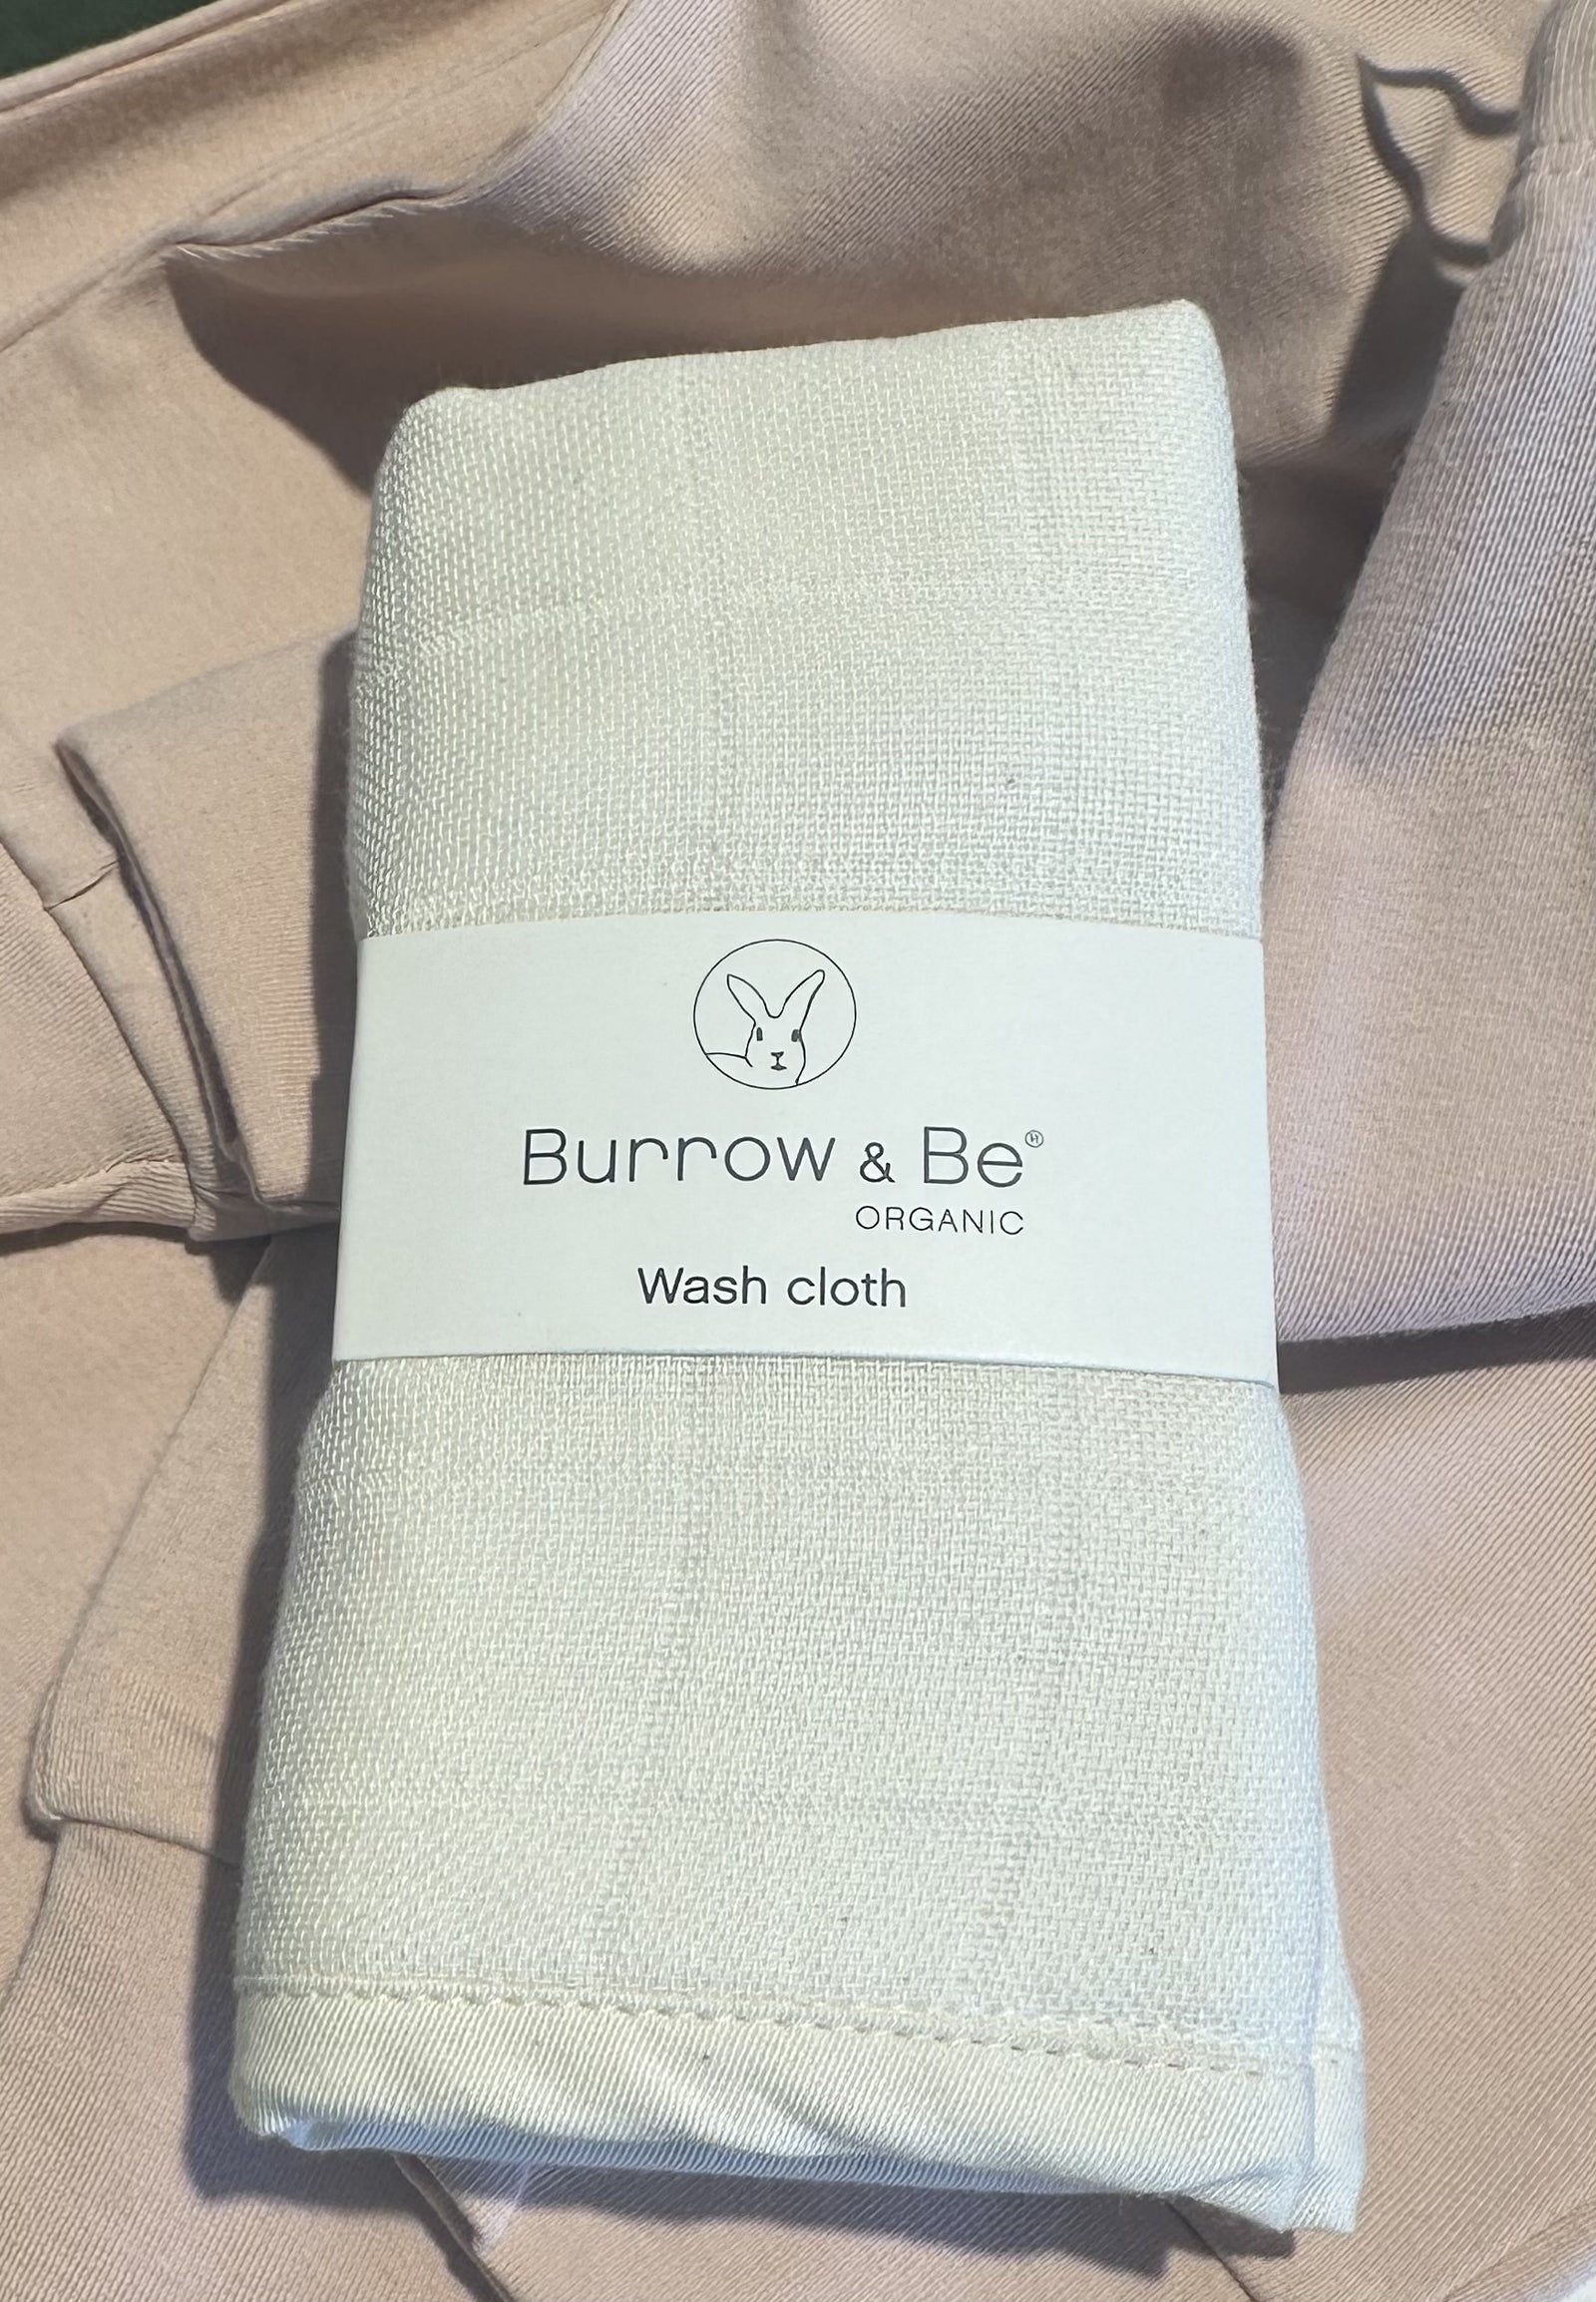 Burrow & Be®
ORGANIC
Wash cloth